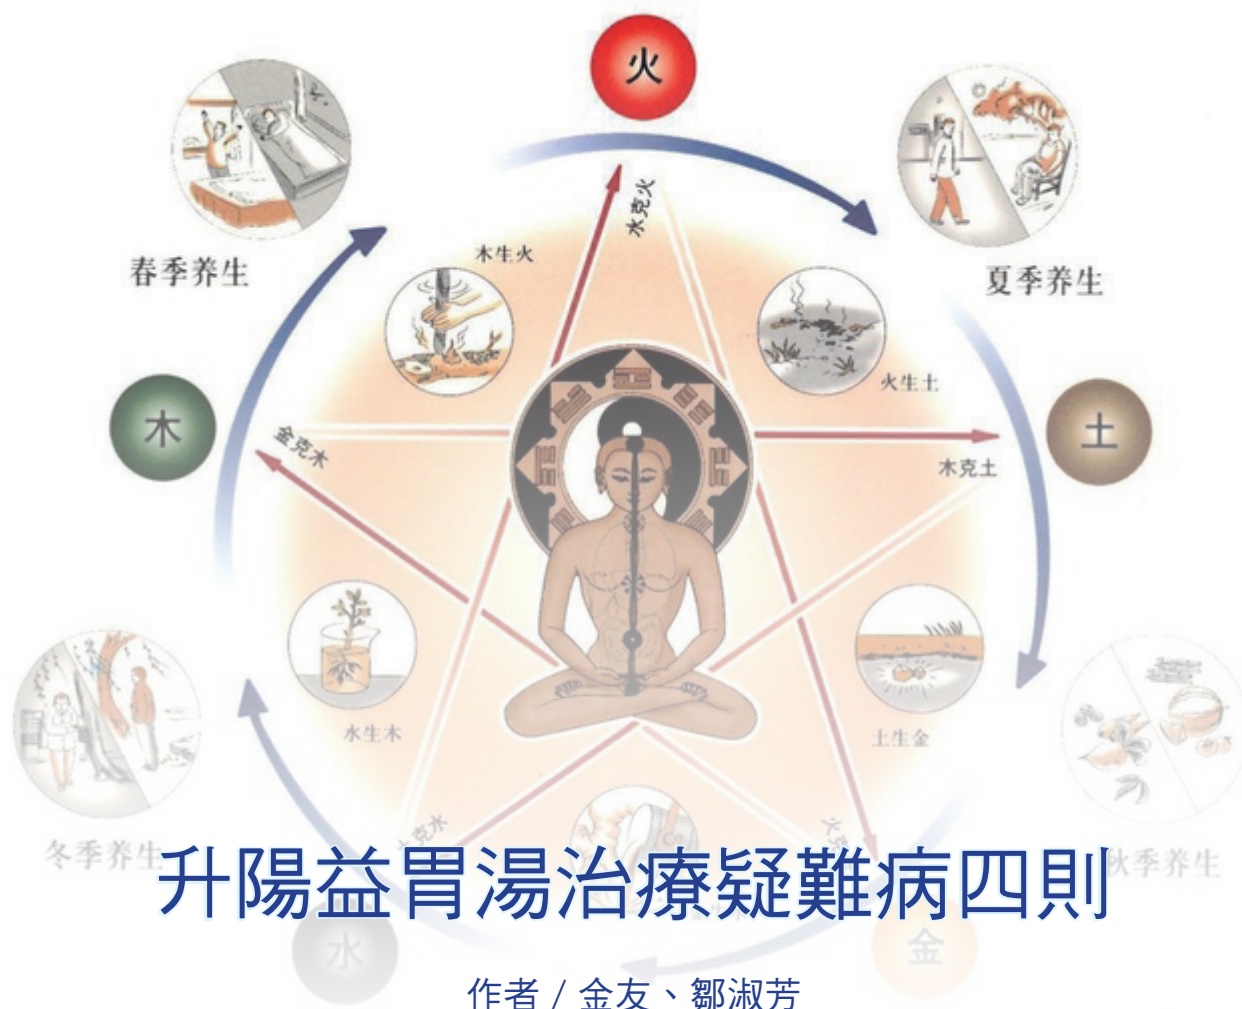 火
水克火
木生火
春季养生
夏季养生
火生土
木
金克木
土
木克土
水生木
土生金
土克水
冬季养生
秋季养生
升陽益胃湯治療疑難病四則
水
金
作者 / 金友、鄒淑芳